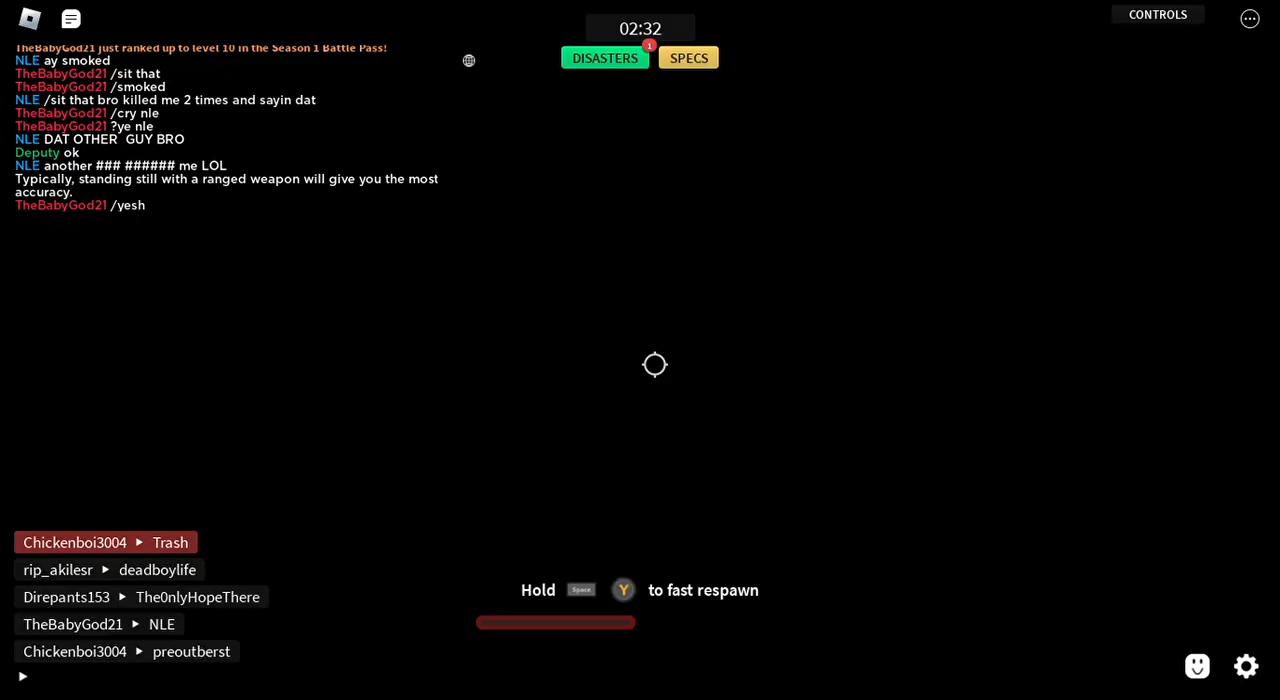 CONTROLS
02:32
1
DISASTERS
SPECS
TheBabyGod21 just ranked up to level 10 in the Season 1 Battle Pass!
NLE ay smoked
TheBabyGod21 /sit that
TheBabyGod21 /smoked
NLE /sit that bro killed me 2 times and sayin dat
TheBabyGod21 /cry nle
TheBabyGod21 ?ye nle
NLE DAT OTHER GUY BRO
Deputy ok
NLE another ### ###### me LOL
Typically, standing still with a ranged weapon will give you the most
accuracy.
TheBabyGod21 /yesh
Chickenboi3004 ▶ Trash
rip_akilesr ▶ deadboylife
Direpants153 ▶ The0nlyHopeThere
TheBabyGod21 ▶ NLE
Chickenboi3004 ▶ preoutberst
Hold Space Y to fast respawn